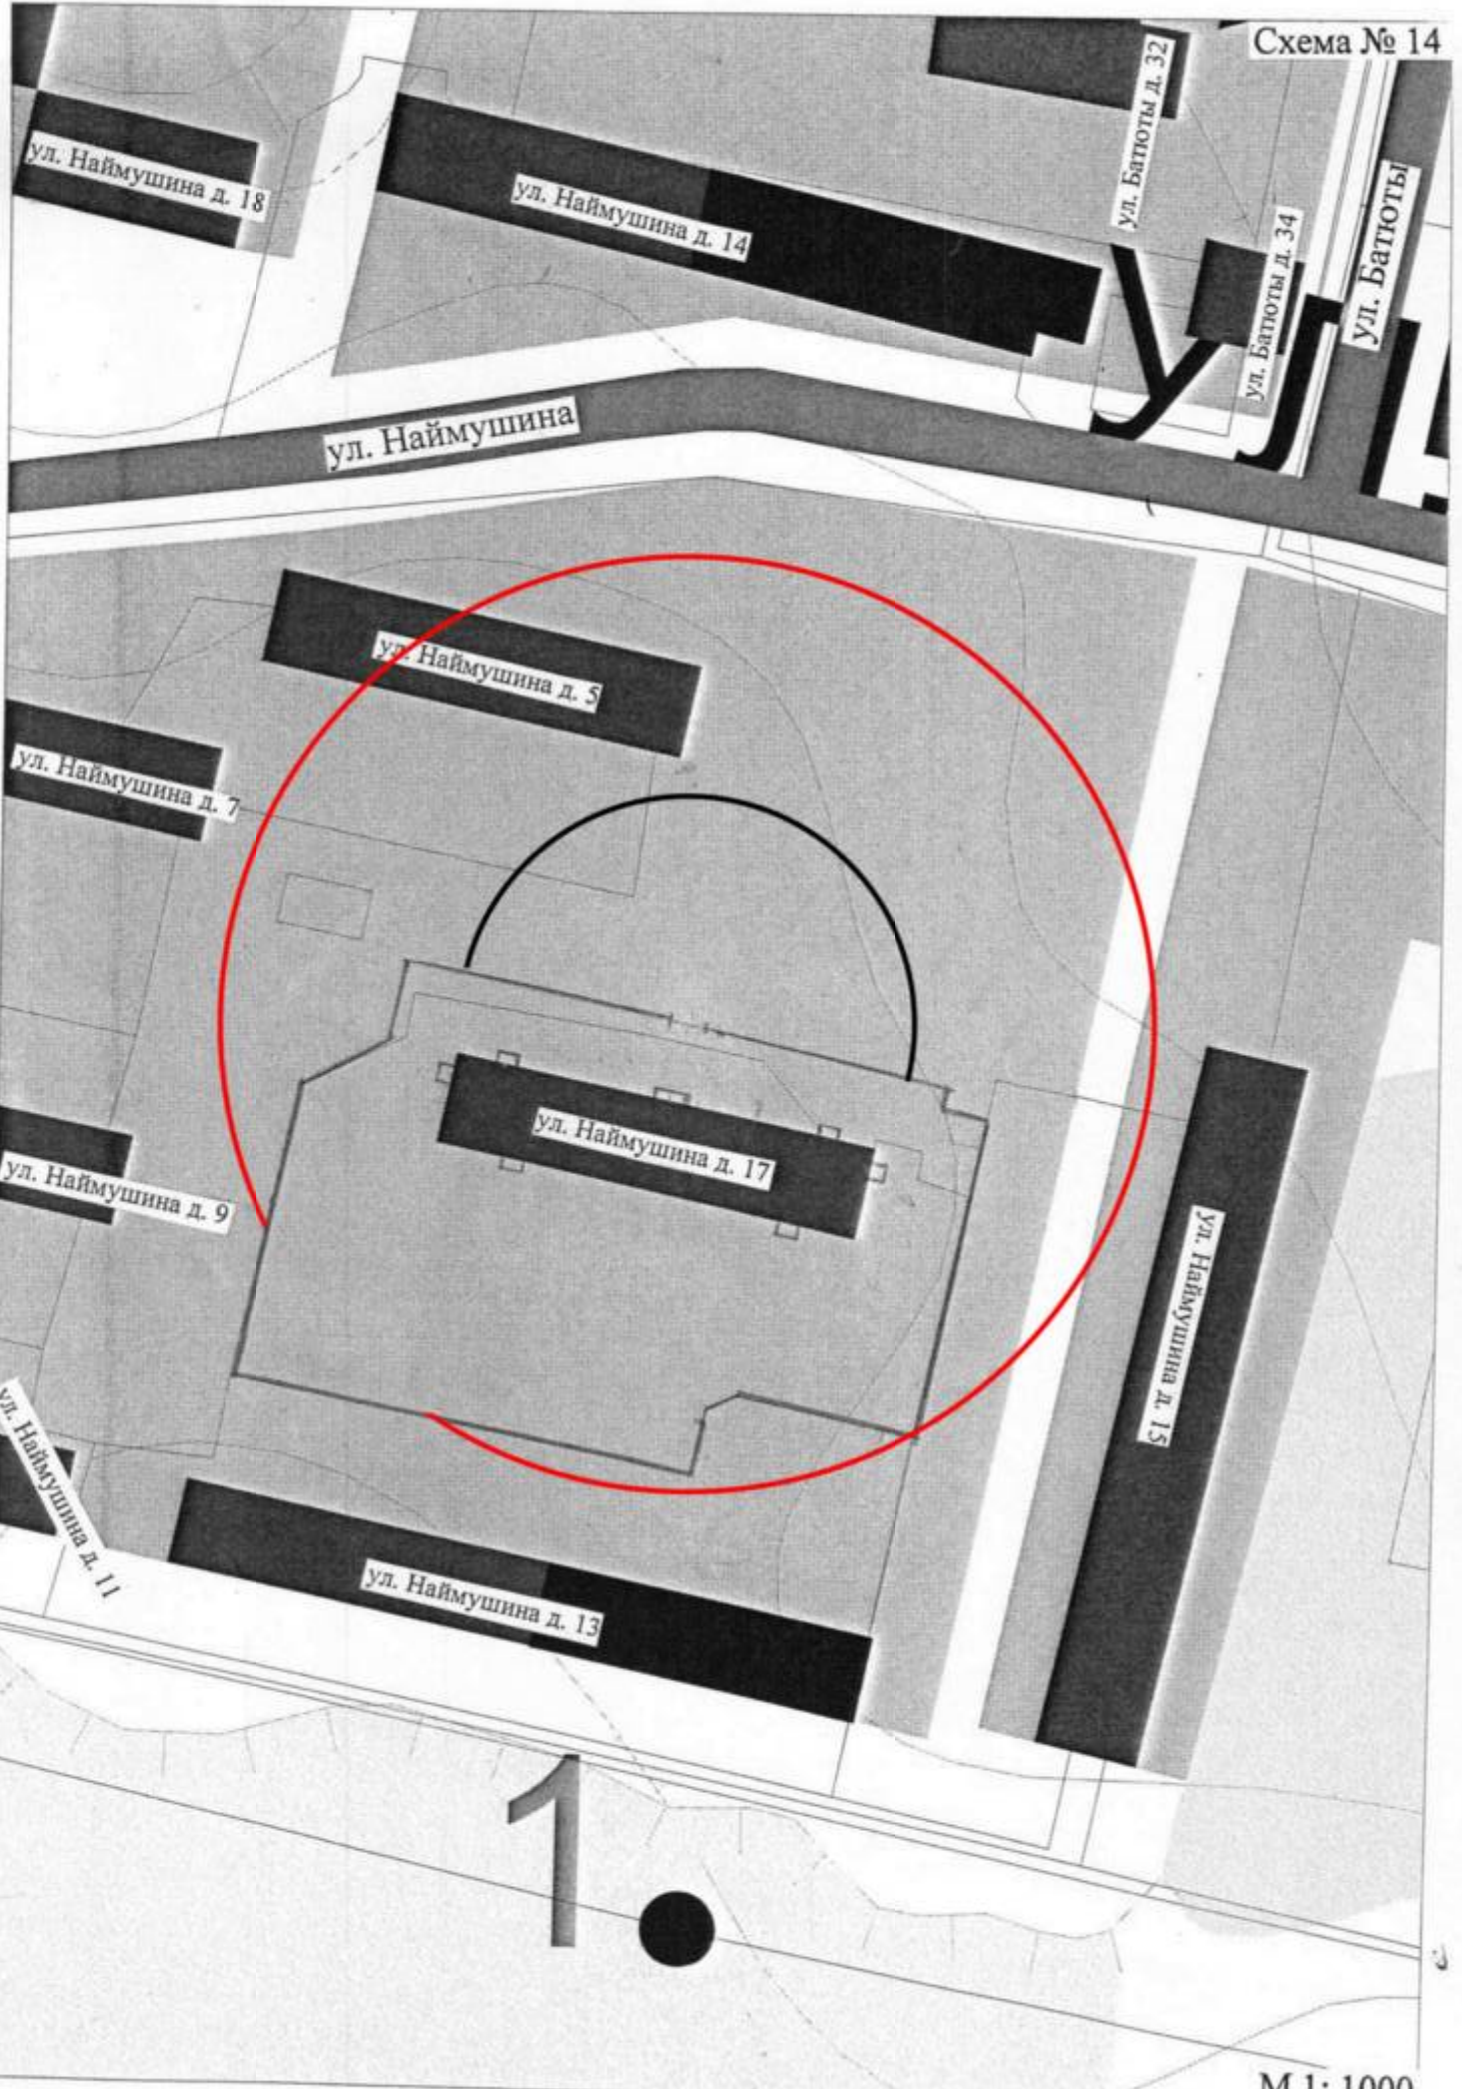 Схема № 14
ул. Батюты д. 32
ул. Наймушина д. 18
ул. Наймушина д. 14
ул. Батюты
ул. Батюты д. 34
ул. Наймушина
ул. Наймушина д. 5
ул. Наймушина д. 7
ул. Наймушина д. 17
ул. Наймушина д. 9
ул. Наймушина д. 15
ул. Наймушина д. 11
ул. Наймушина д. 13
1
М 1: 1000